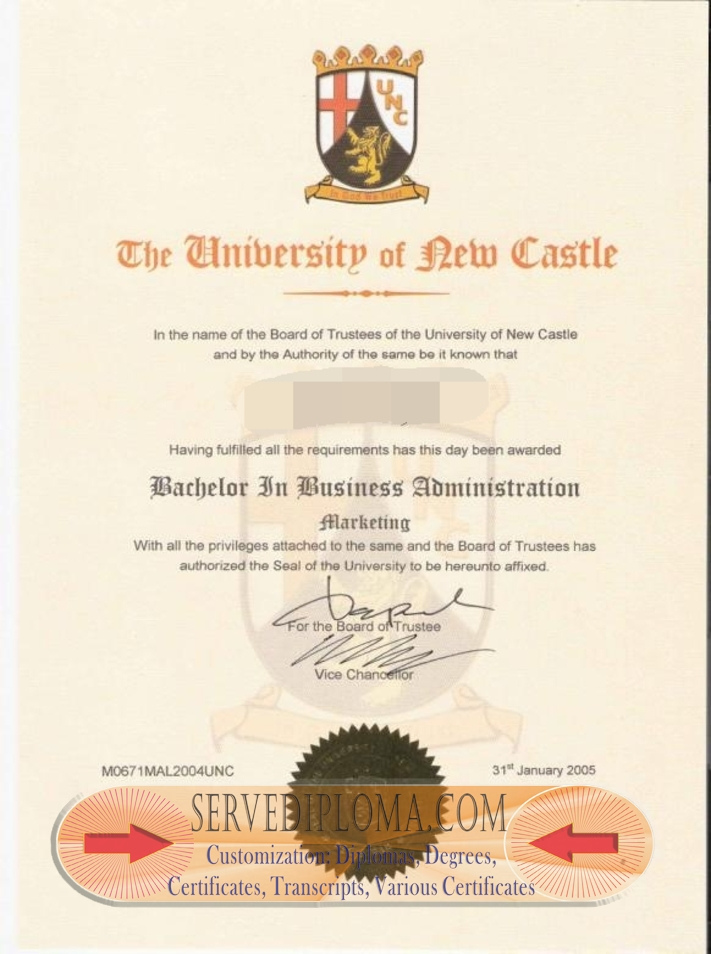 UNC
In God We Trust
The University of New Castle
In the name of the Board of Trustees of the University of New Castle
and by the Authority of the same be it known that
Having fulfilled all the requirements has this day been awarded
Bachelor In Business Administration
Marketing
With all the privileges attached to the same and the Board of Trustees has
authorized the Seal of the University to be hereunto affixed.
For the Board of Trustee
Vice Chancellor
M0671MAL2004UNC
31st January 2005
SERVEDIPLOMA.COM
Customization: Diplomas, Degrees,
Certificates, Transcripts, Various Certificates